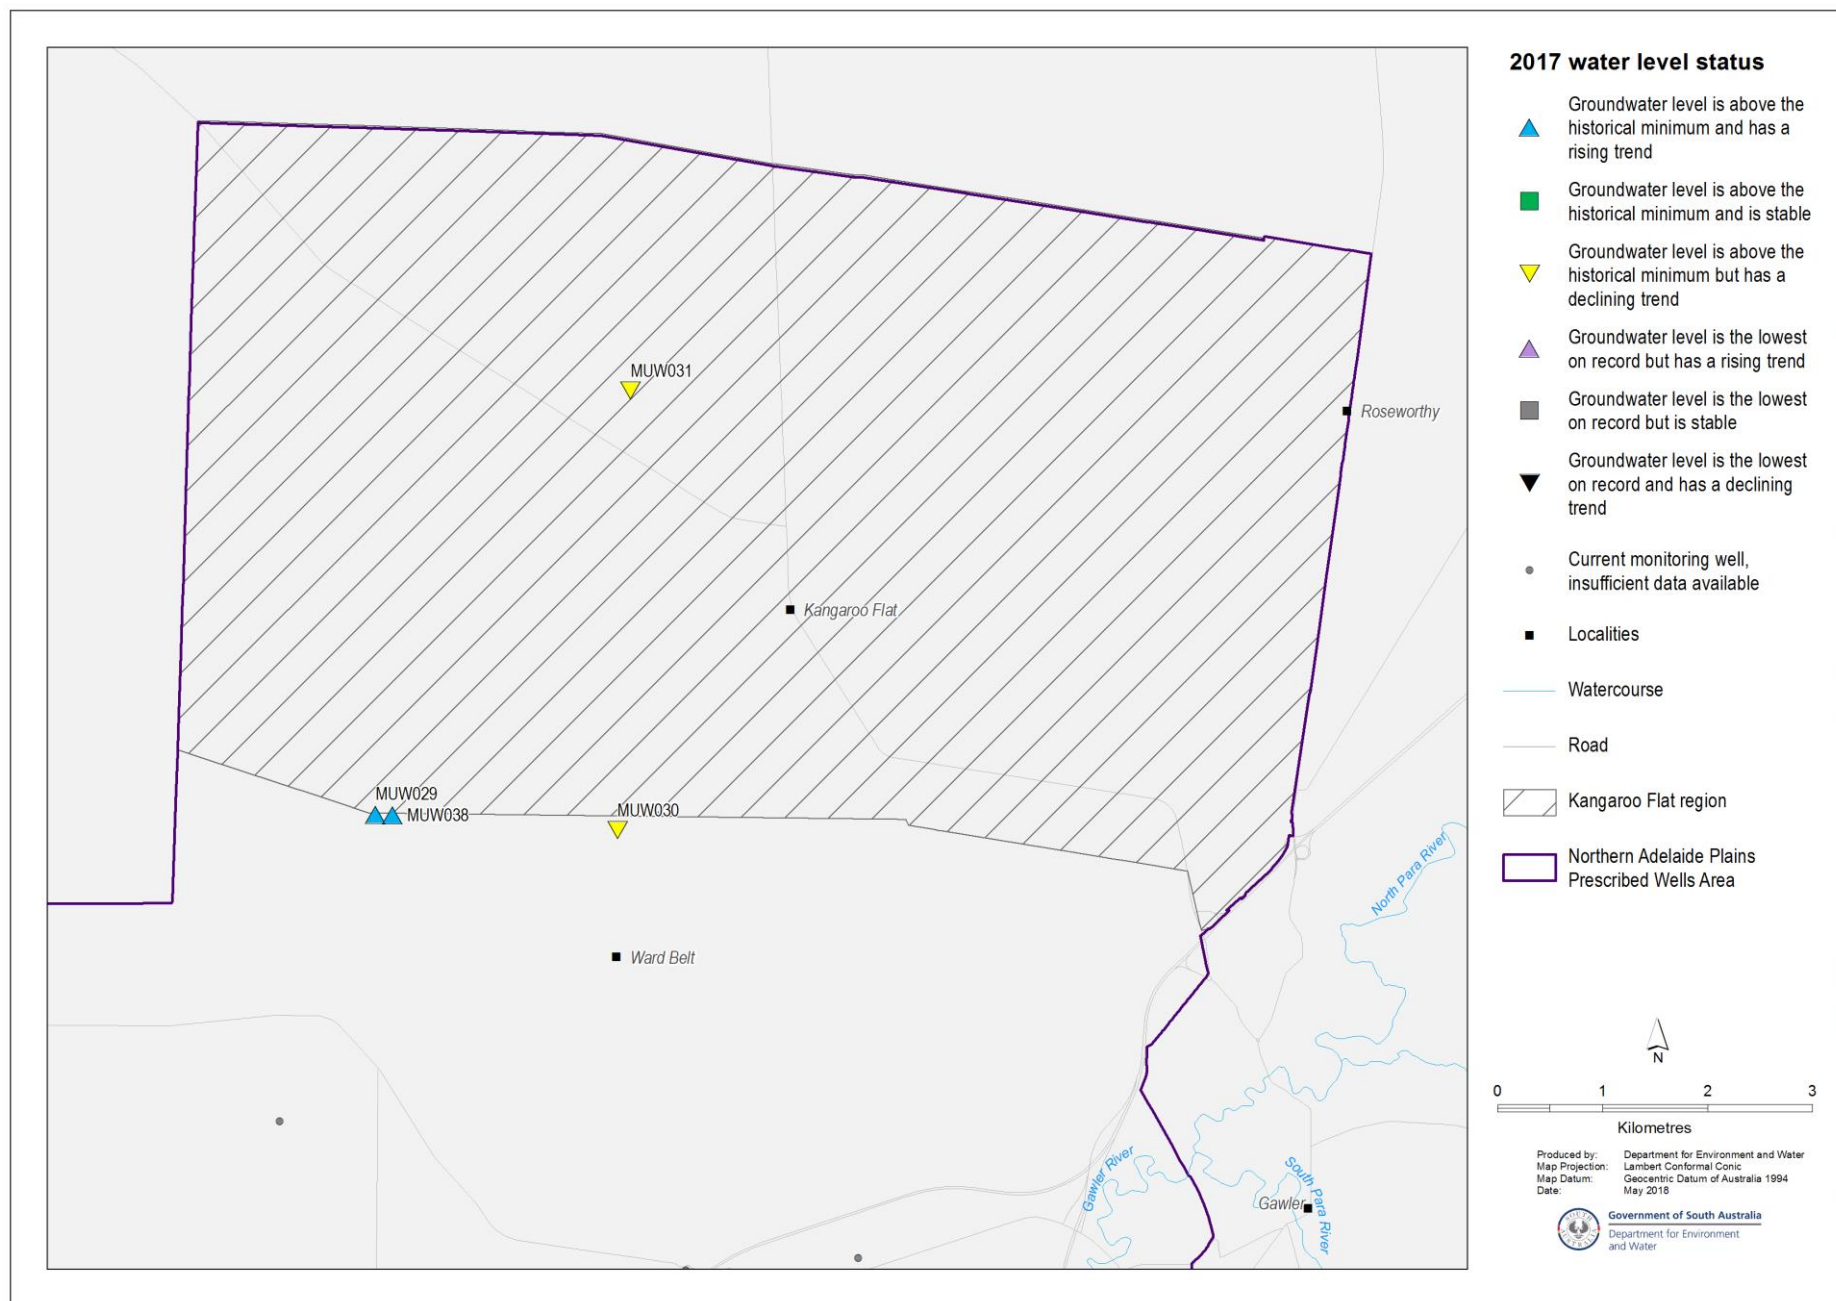 MUW031
Roseworthy
Kangaroo Flat
MUW029
MUW038
MUW030
Ward Belt
North Para River
Gawler River
South Para River
Gawler
2017 water level status
Groundwater level is above the
historical minimum and has a
rising trend
Groundwater level is above the
historical minimum and is stable
Groundwater level is above the
historical minimum but has a
declining trend
Groundwater level is the lowest
on record but has a rising trend
Groundwater level is the lowest
on record but is stable
Groundwater level is the lowest
on record and has a declining
trend
Current monitoring well,
insufficient data available
Localities
Watercourse
Road
Kangaroo Flat region
Northern Adelaide Plains
Prescribed Wells Area
N
0 1 2 3
Kilometres
Produced by: Department for Environment and Water
Map Projection: Lambert Conformal Conic
Map Datum: Geocentric Datum of Australia 1994
Date: May 2018
SOUTH AUSTRALIA
Government of South Australia
Department for Environment
and Water